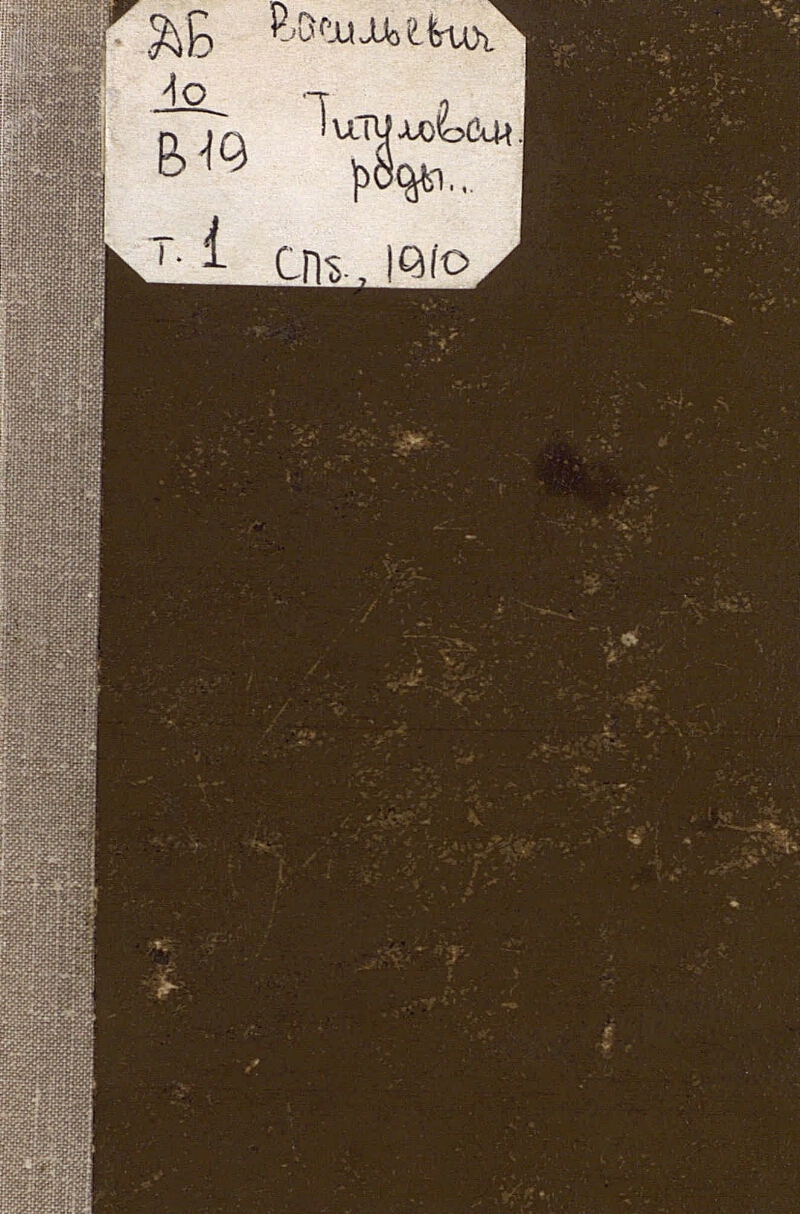 ДБ
10
В19
т. 1
Васильевич
Титулован.
роды...
СПб., 1910